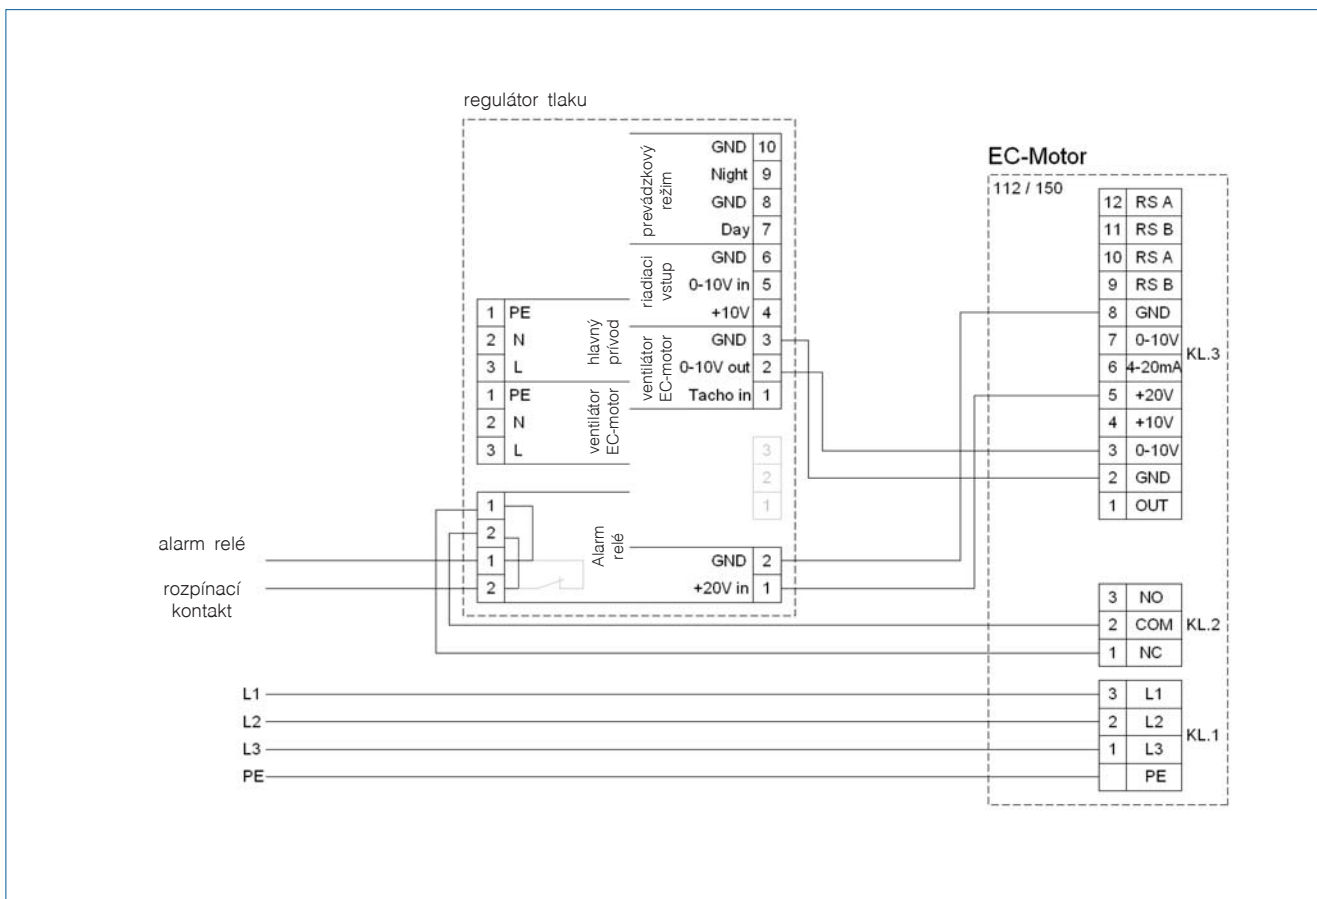 regulátor tlaku
prevádzkový
režim
GND 10
Night 9
GND 8
Day 7
riadiaci
vstup
GND 6
0-10V in 5
+10V 4
ventilátor
EC-motor
GND 3
0-10V out 2
Tacho in 1
1 PE
2 N
3 L
hlavný
prívod
1 PE
2 N
3 L
ventilátor
EC-motor
3
2
1
1
2
1
2
Alarm
relé
GND 2
+20V in 1
alarm relé
rozpínací
kontakt
L1
L2
L3
PE
EC-Motor
112 / 150
12 RS A
11 RS B
10 RS A
9 RS B
8 GND
7 0-10V
6 4-20mA
5 +20V
4 +10V
3 0-10V
2 GND
1 OUT
KL.3
3 NO
2 COM
1 NC
KL.2
3 L1
2 L2
1 L3
PE
KL.1